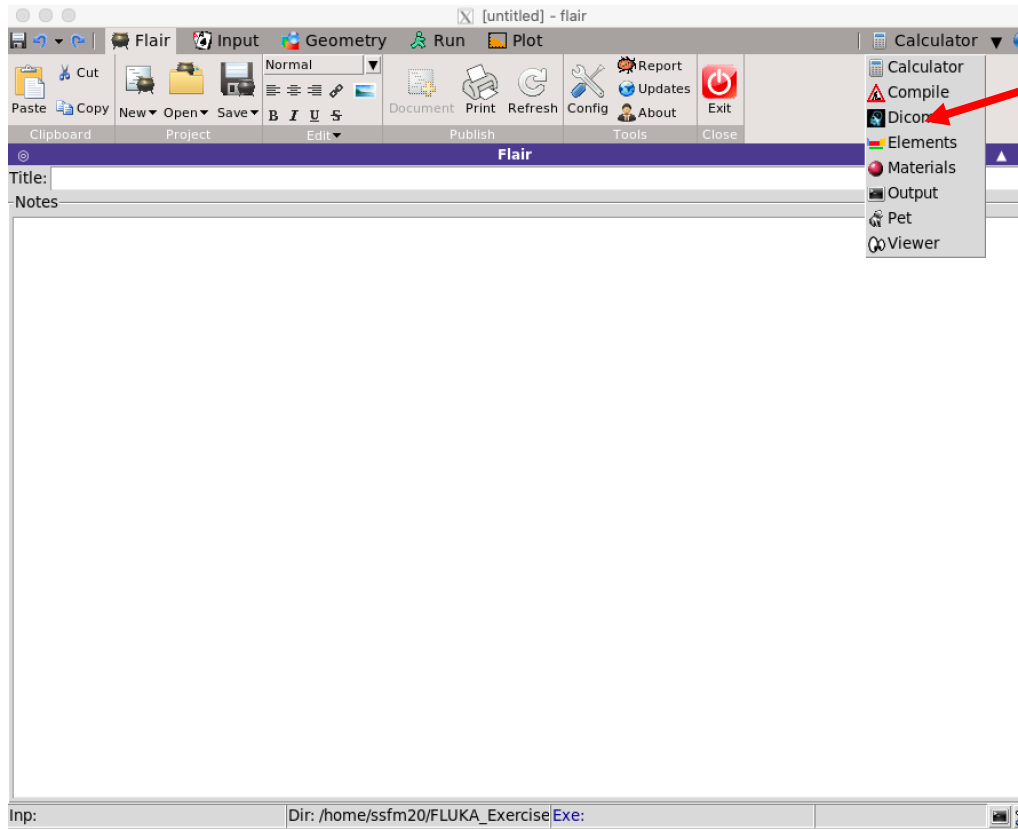 [untitled] - flair
Flair Input Geometry Run Plot Calculator
Paste Cut Copy
Clipboard
New Open Save
Project
Normal
B I U S
Edit
Document Print Refresh
Publish
Config Report Updates About
Tools
Exit
Close
Calculator
Compile
Dicom
Elements
Materials
Output
Pet
Viewer
Flair
Title:
Notes
Inp: Dir: /home/ssfm20/FLUKA_Exercise Exe: